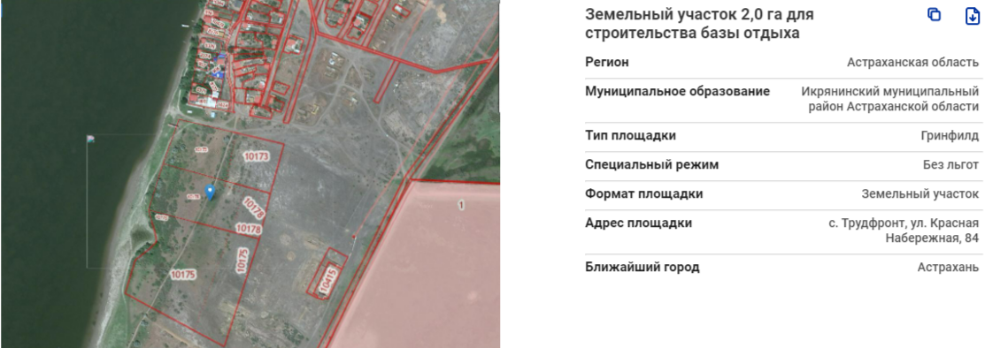 Земельный участок 2,0 га для
строительства базы отдыха
Регион
Астраханская область
Муниципальное образование
Икрянинский муниципальный
район Астраханской области
Тип площадки
Гринфилд
Специальный режим
Без льгот
Формат площадки
Земельный участок
Адрес площадки
с. Трудфронт, ул. Красная
Набережная, 84
Ближайший город
Астрахань
10173
10178
10178
10175
10175
10415
1